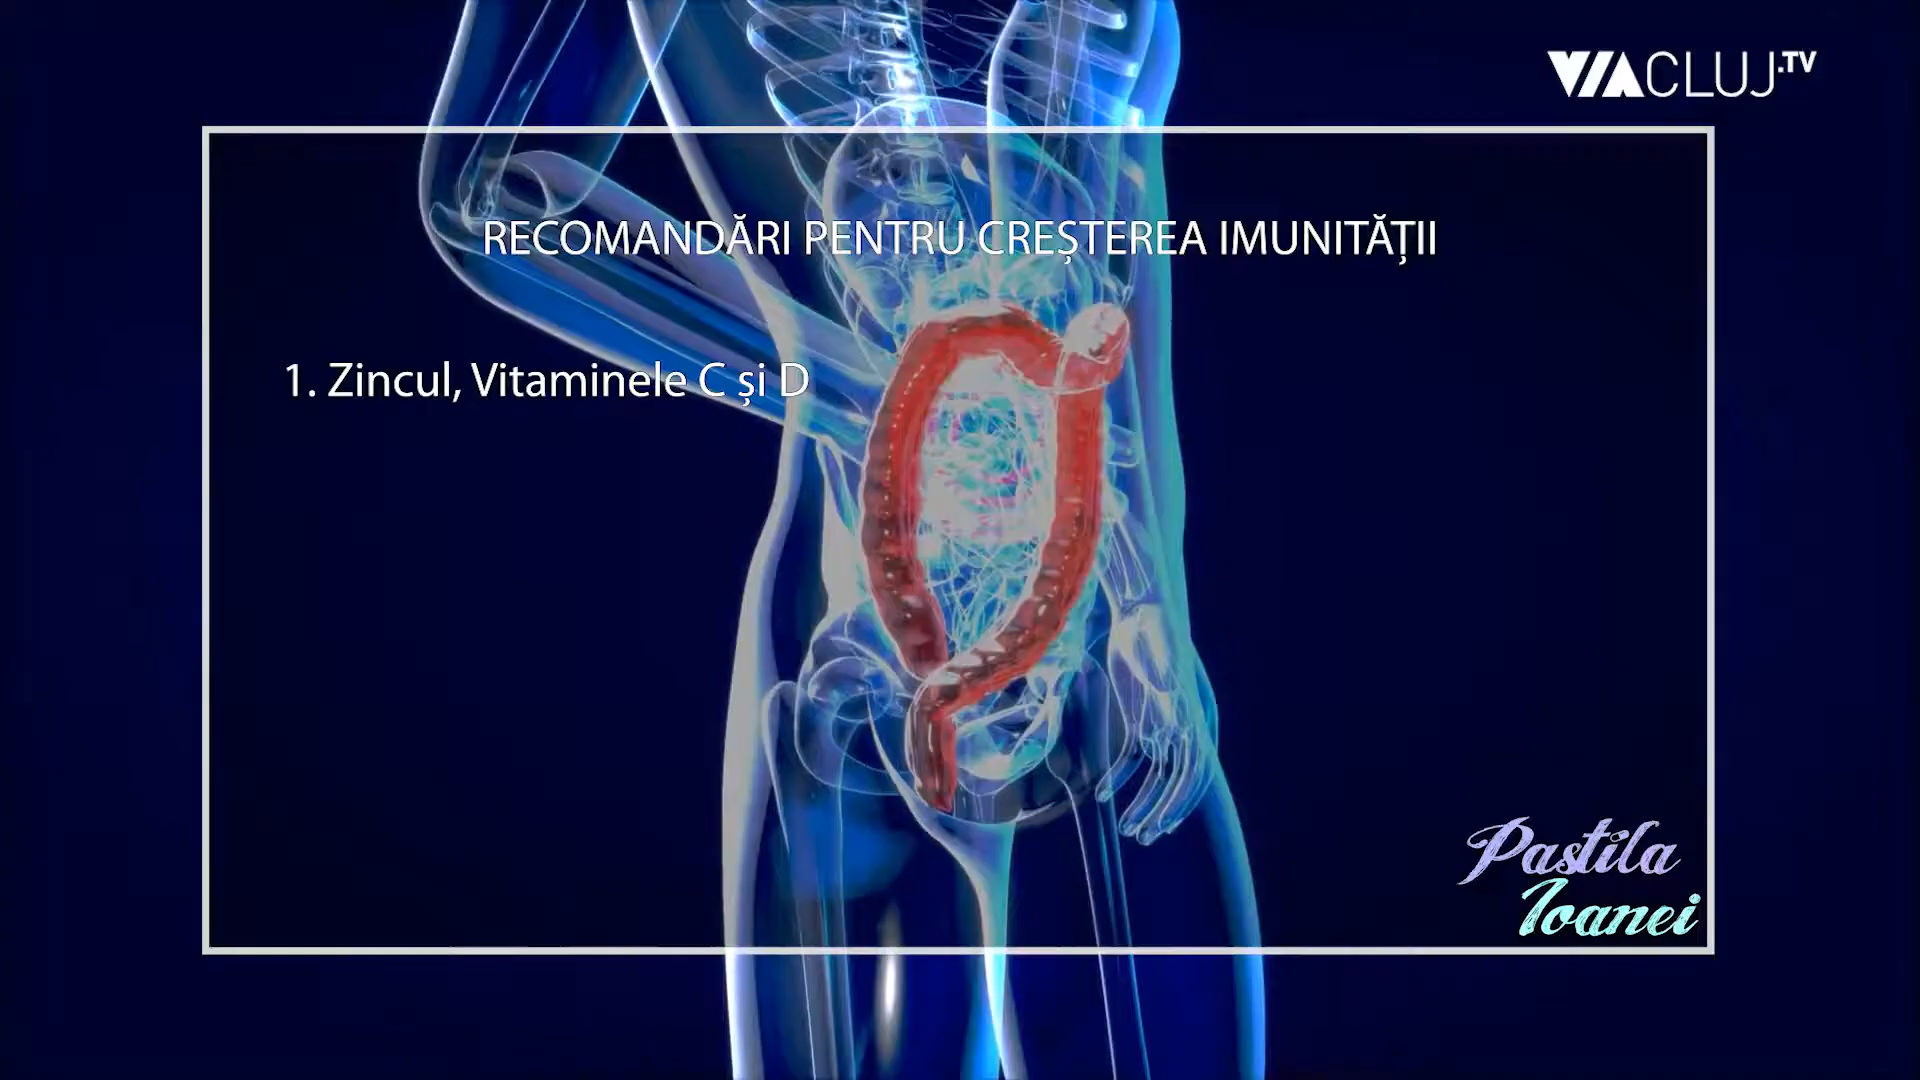 VIACLUJ.TV
RECOMANDĂRI PENTRU CREȘTEREA IMUNITĂȚII
1. Zincul, Vitaminele C și D
Pastila
Ioanei